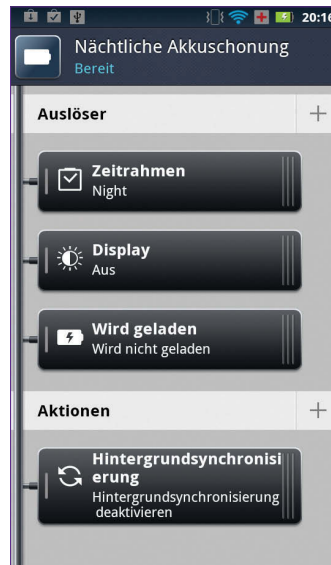 20:16
Nächtliche Akkuschonung
Bereit
Auslöser
Zeitrahmen
Night
Display
Aus
Wird geladen
Wird nicht geladen
Aktionen
Hintergrundsynchronisi
erung
Hintergrundsynchronisierung
deaktivieren